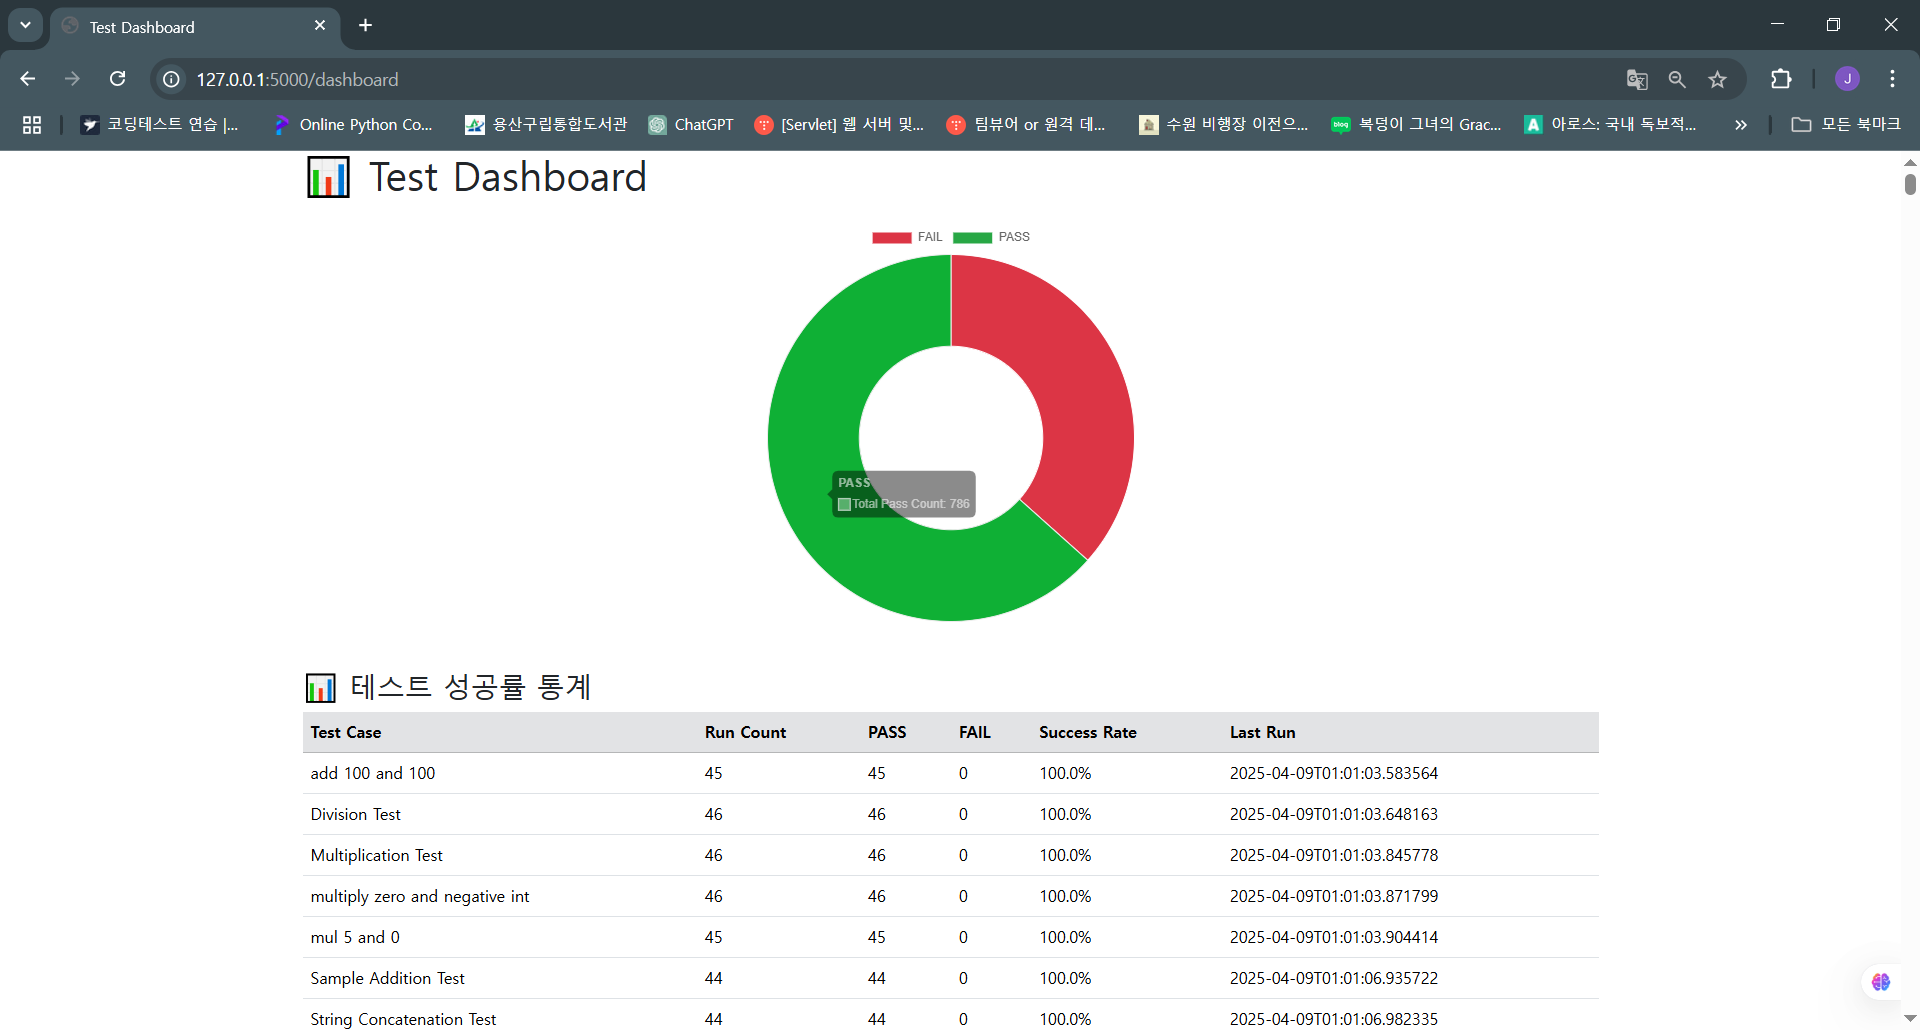 Test Dashboard
127.0.0.1:5000/dashboard
J
코딩테스트 연습 |...
Online Python Co...
용산구립통합도서관
ChatGPT
[Servlet] 웹 서버 및...
팀뷰어 or 원격 데...
수원 비행장 이전으...
blog
복덩이 그녀의 Grac...
A
아로스: 국내 독보적...
모든 북마크
Test Dashboard
FAIL PASS
PASS
Total Pass Count: 786
테스트 성공률 통계
Test Case Run Count PASS FAIL Success Rate Last Run
add 100 and 100 45 45 0 100.0% 2025-04-09T01:01:03.583564
Division Test 46 46 0 100.0% 2025-04-09T01:01:03.648163
Multiplication Test 46 46 0 100.0% 2025-04-09T01:01:03.845778
multiply zero and negative int 46 46 0 100.0% 2025-04-09T01:01:03.871799
mul 5 and 0 45 45 0 100.0% 2025-04-09T01:01:03.904414
Sample Addition Test 44 44 0 100.0% 2025-04-09T01:01:06.935722
String Concatenation Test 44 44 0 100.0% 2025-04-09T01:01:06.982335